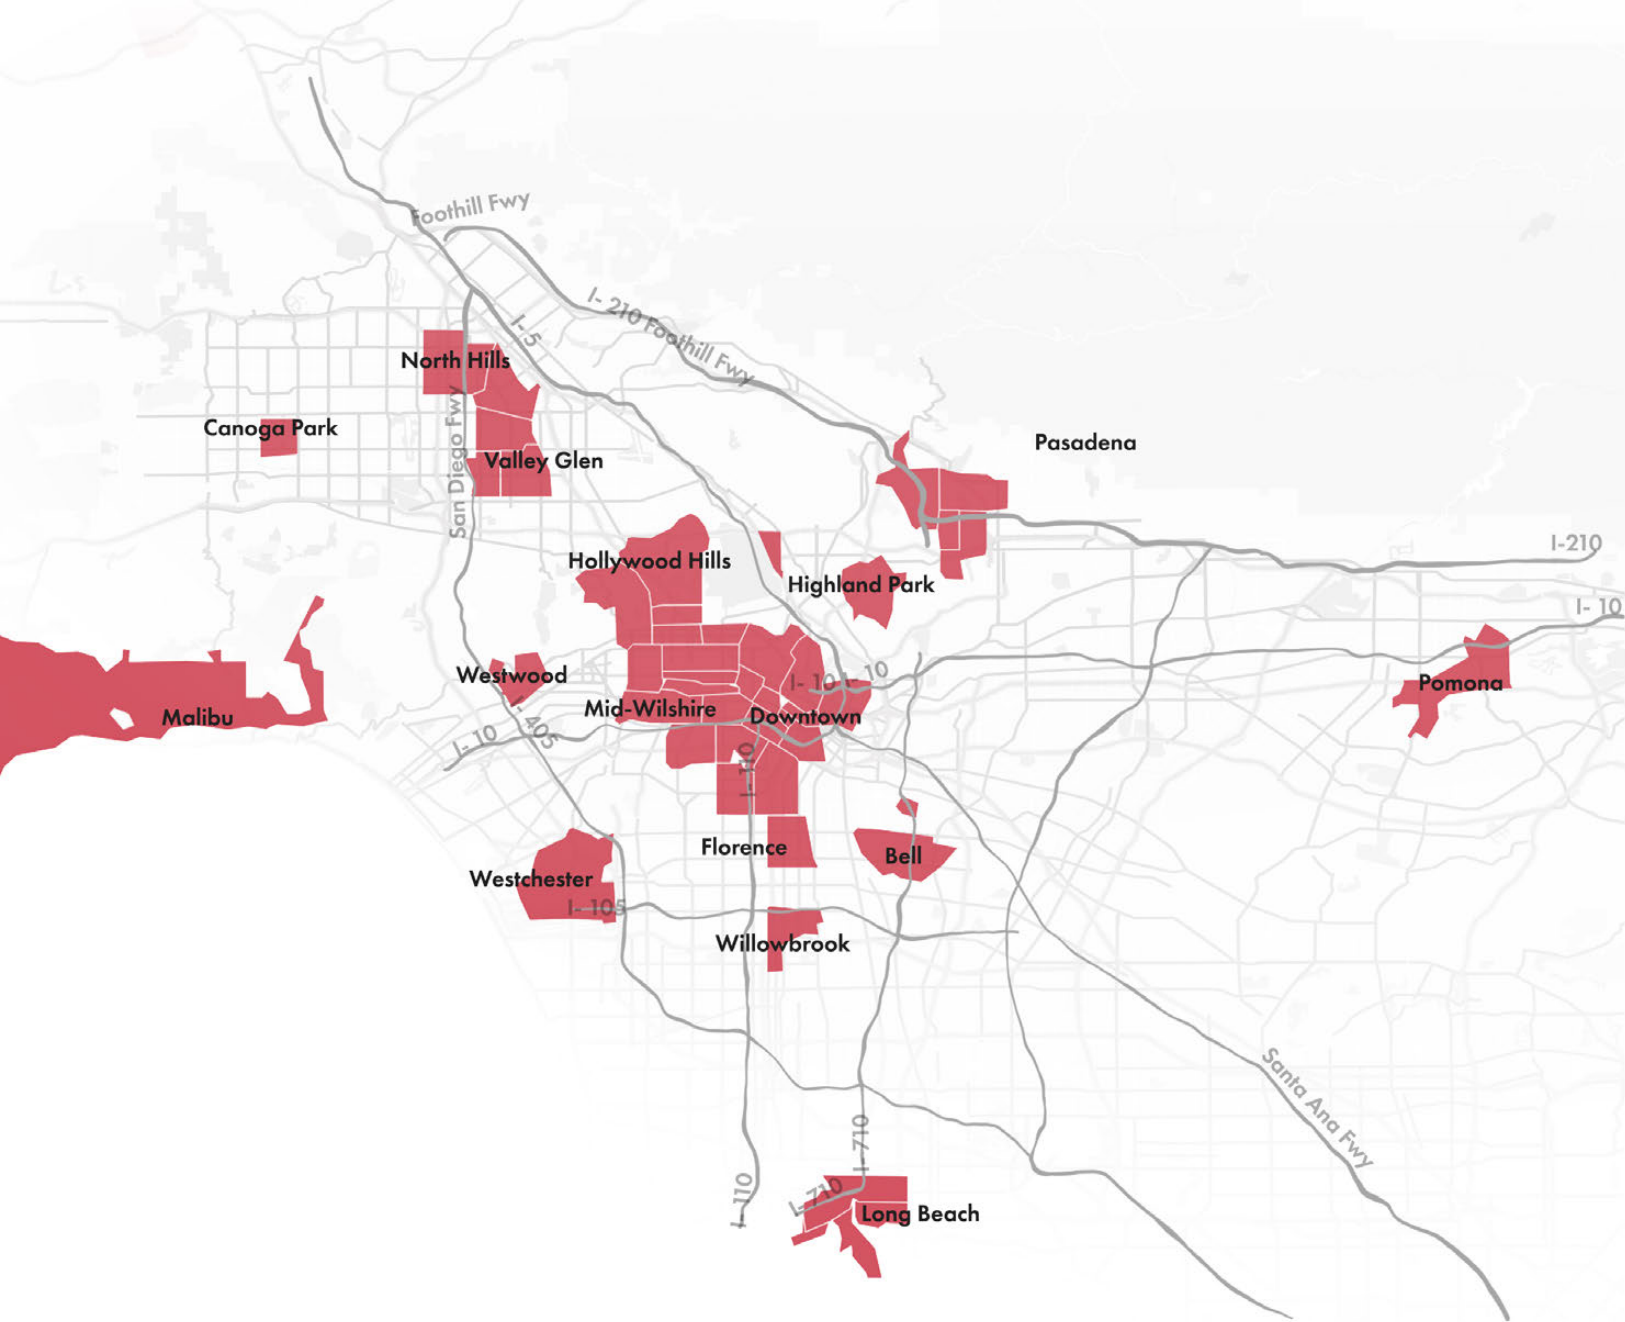 Foothill Fwy
I- 210 Foothill Fwy
I-5
North Hills
San Diego Fwy
Canoga Park
Valley Glen
Pasadena
I-210
Hollywood Hills
Highland Park
I- 10
Westwood
I- 10
I- 10
Pomona
Mid-Wilshire
Downtown
Malibu
I- 405
I- 10
I-110
Florence
Bell
Westchester
I- 105
Willowbrook
Santa Ana Fwy
I- 710
I- 710
I- 110
Long Beach